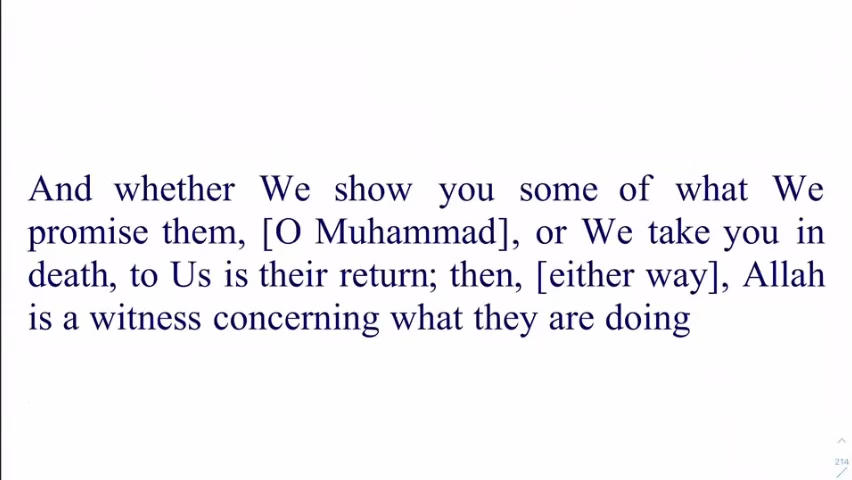 And whether We show you some of what We
promise them, [O Muhammad], or We take you in
death, to Us is their return; then, [either way], Allah
is a witness concerning what they are doing
214